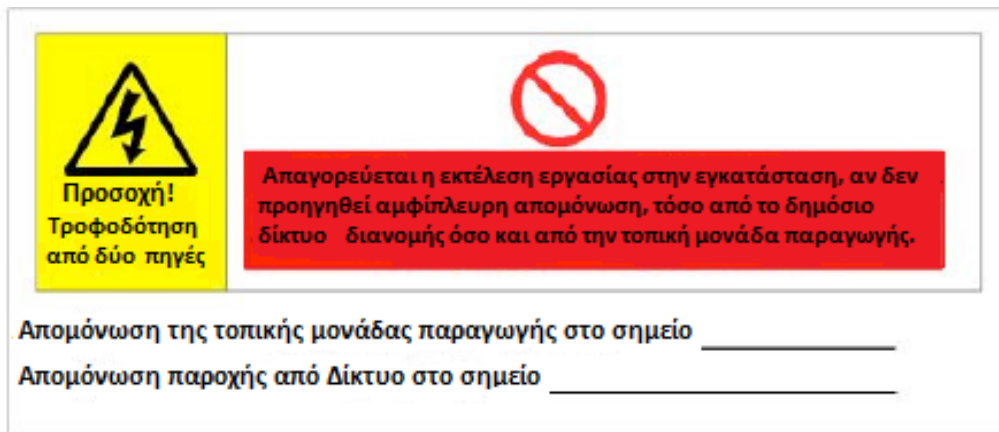 Προσοχή!
Τροφοδότηση
από δύο πηγές
Απαγορεύεται η εκτέλεση εργασίας στην εγκατάσταση, αν δεν
προηγηθεί αμφίπλευρη απομόνωση, τόσο από το δημόσιο
δίκτυο διανομής όσο και από την τοπική μονάδα παραγωγής.
Απομόνωση της τοπικής μονάδας παραγωγής στο σημείο
Απομόνωση παροχής από Δίκτυο στο σημείο